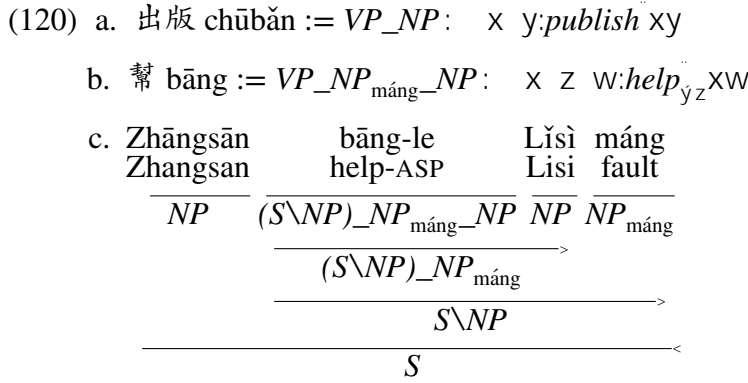 (120) a. 出版 chūbǎn := VP_NP : x y:publish¨xy
b. 幫 bāng := VP_NPmáng_NP : x z w:help¨ýzxw
c. Zhāngsān bāng-le Lǐsì máng
Zhangsan help-ASP Lisi fault
NP (S\NP)_NPmáng_NP NP NPmáng
>
(S\NP)_NPmáng
>
S\NP
<
S